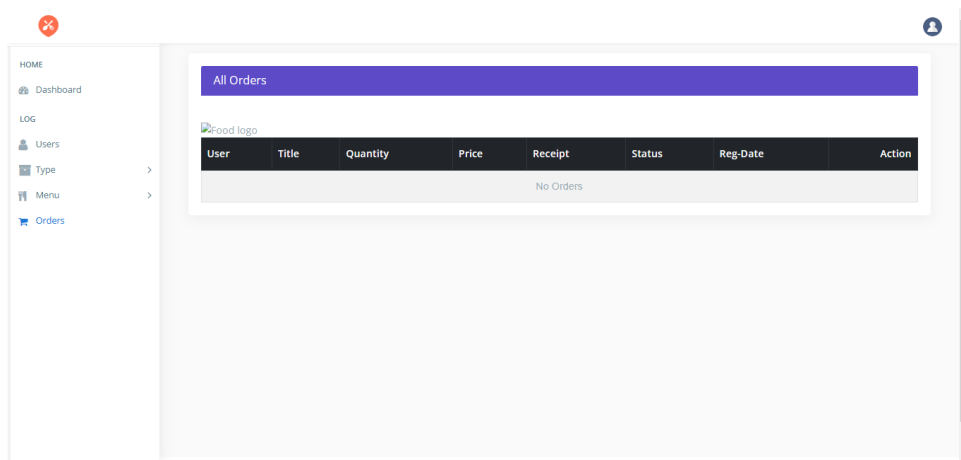 HOME
Dashboard
LOG
Users
Type
Menu
Orders
All Orders
Food logo
User Title Quantity Price Receipt Status Reg-Date Action
No Orders